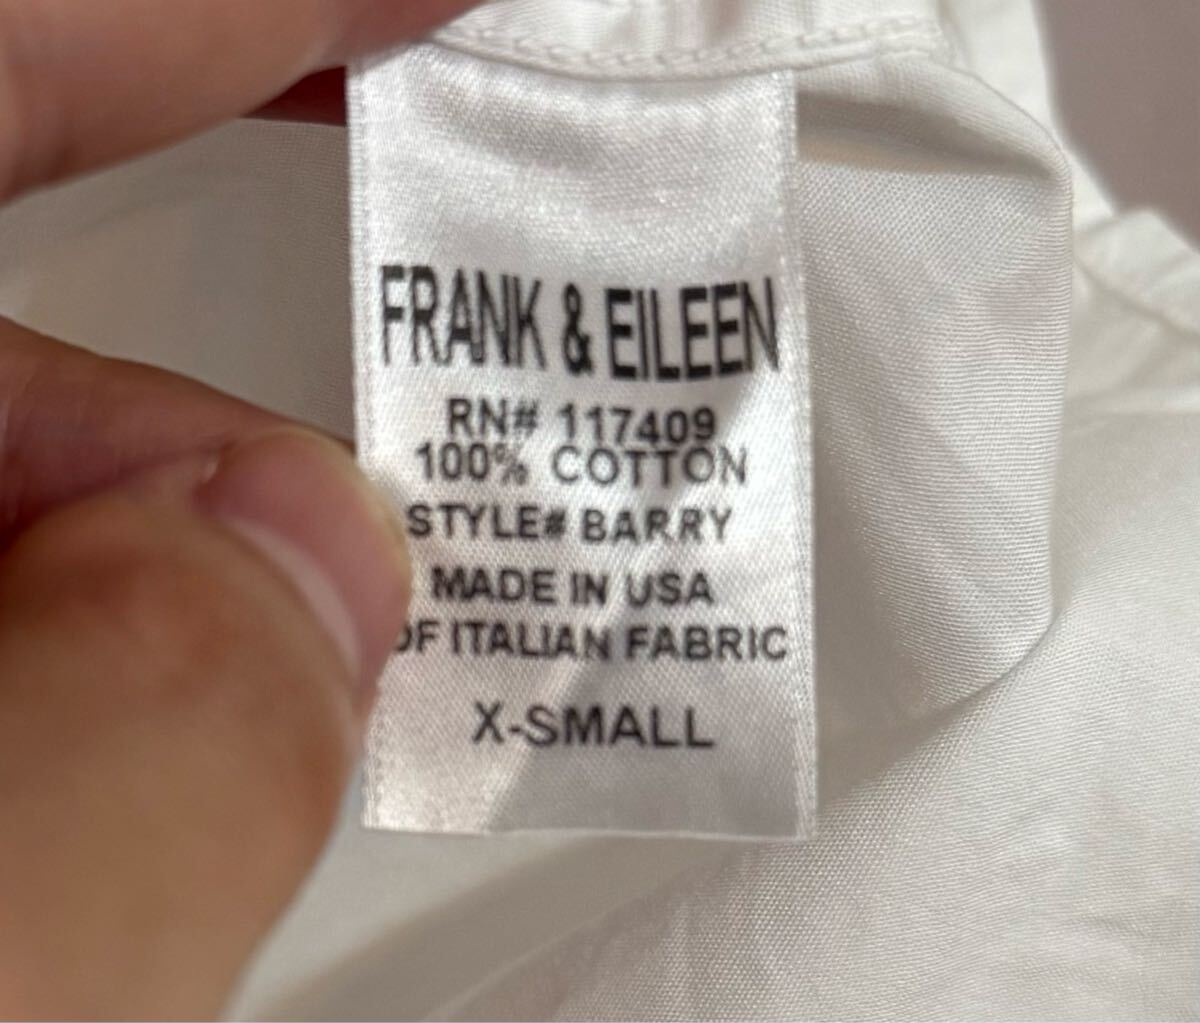 FRANK & EILEEN
RN# 117409
100% COTTON
STYLE# BARRY
MADE IN USA
OF ITALIAN FABRIC
X-SMALL